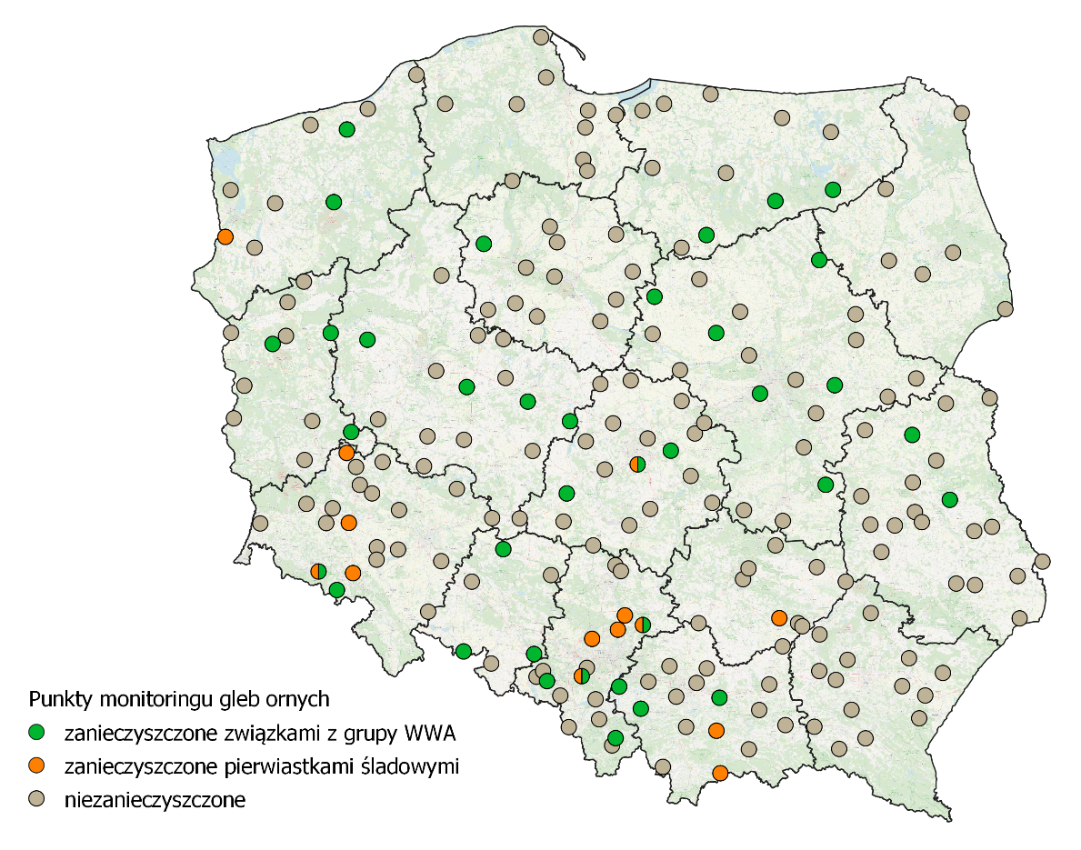 Punkty monitoringu gleb ornych
zanieczyszczone związkami z grupy WWA
zanieczyszczone pierwiastkami śladowymi
niezanieczyszczone